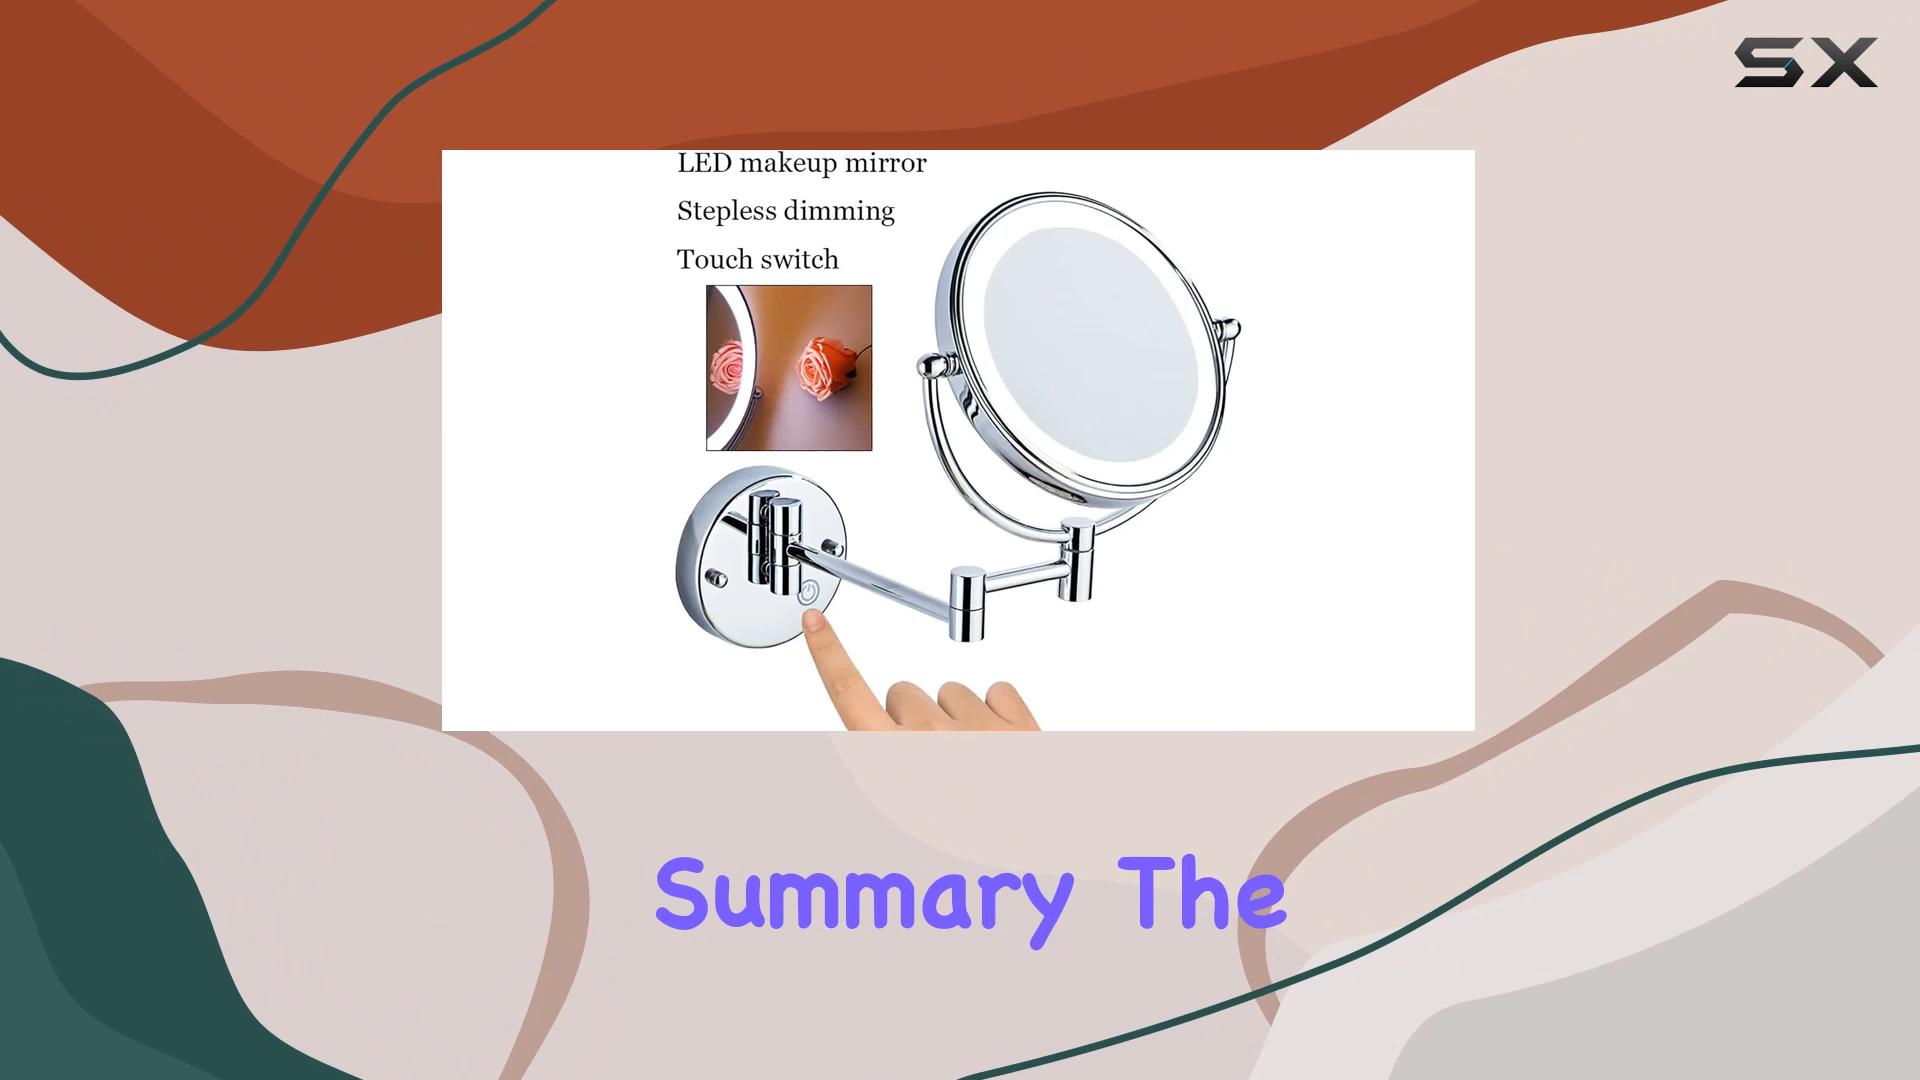 SX
LED makeup mirror
Stepless dimming
Touch switch
Summary The